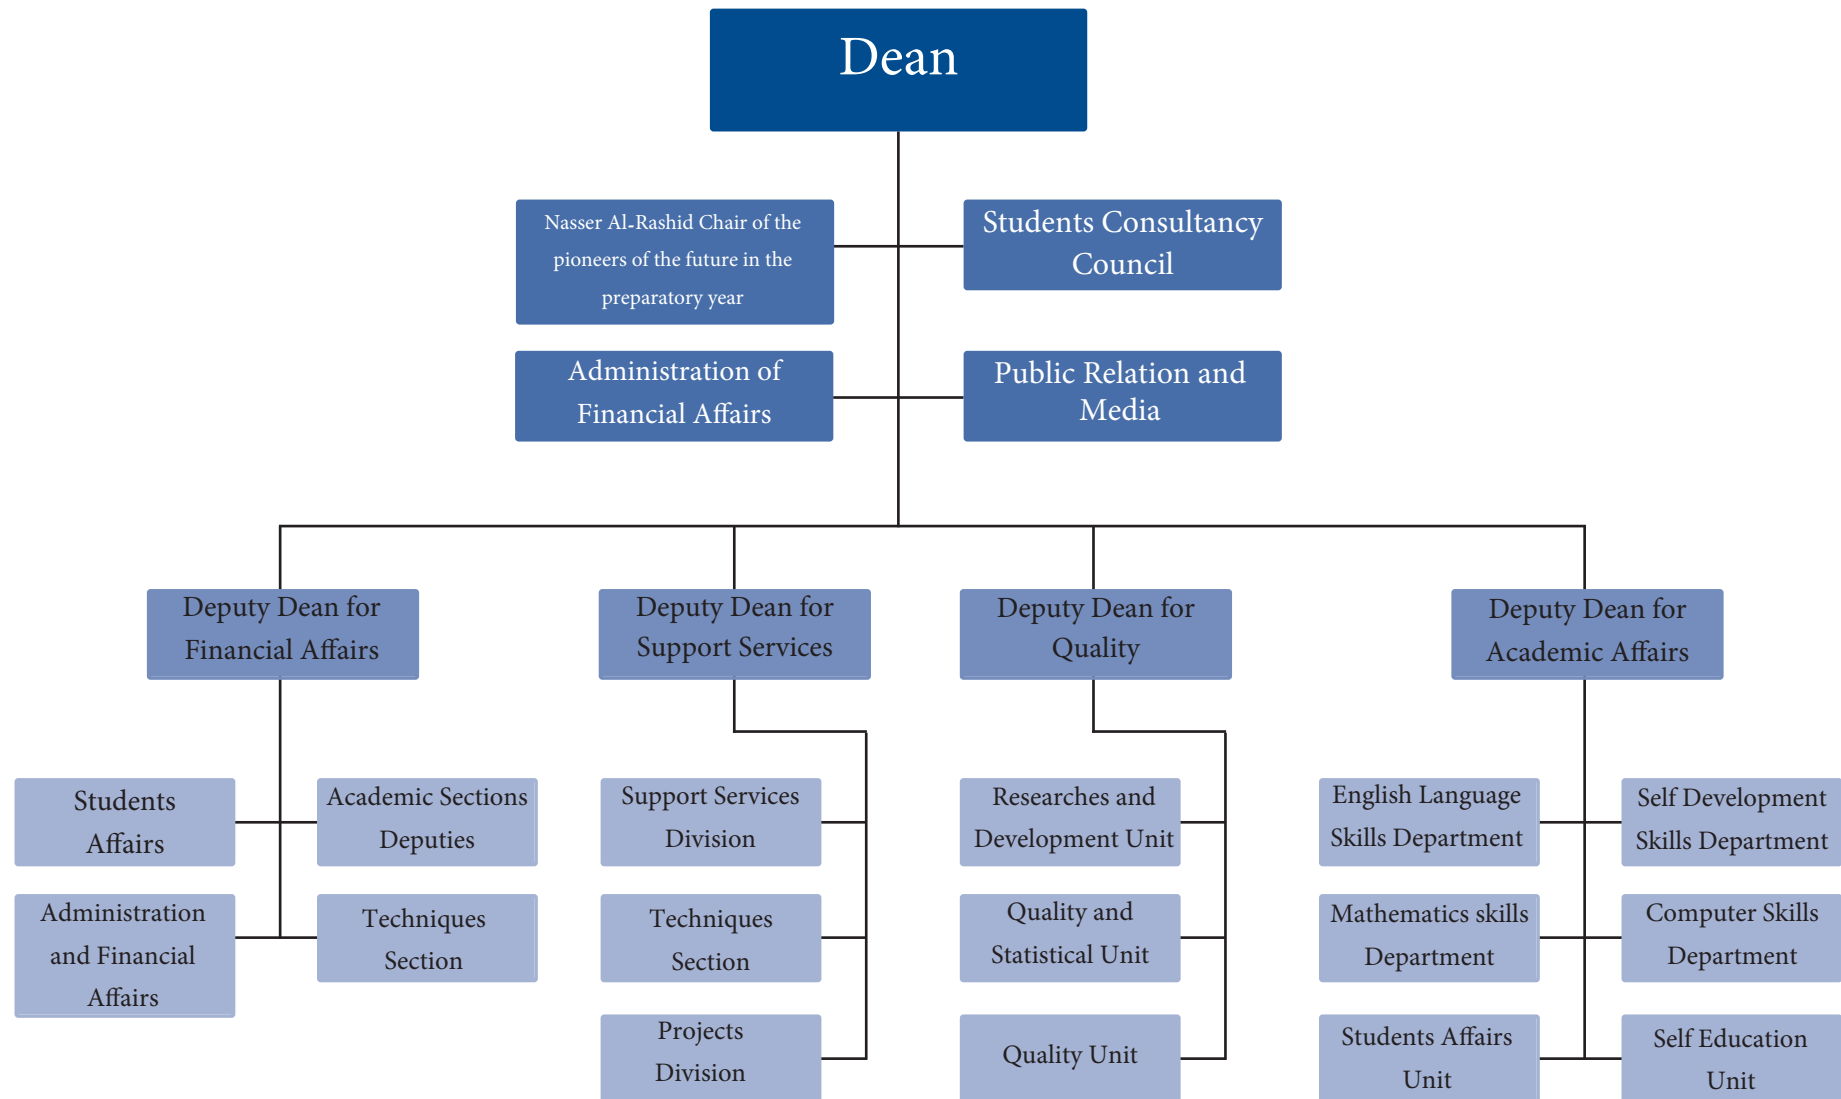 Dean
Nasser Al-Rashid Chair of the
pioneers of the future in the
preparatory year
Students Consultancy
Council
Administration of
Financial Affairs
Public Relation and
Media
Deputy Dean for
Financial Affairs
Deputy Dean for
Support Services
Deputy Dean for
Quality
Deputy Dean for
Academic Affairs
Students
Affairs
Academic Sections
Deputies
Support Services
Division
Researches and
Development Unit
English Language
Skills Department
Self Development
Skills Department
Administration
and Financial
Affairs
Techniques
Section
Techniques
Section
Quality and
Statistical Unit
Mathematics skills
Department
Computer Skills
Department
Projects
Division
Quality Unit
Students Affairs
Unit
Self Education
Unit